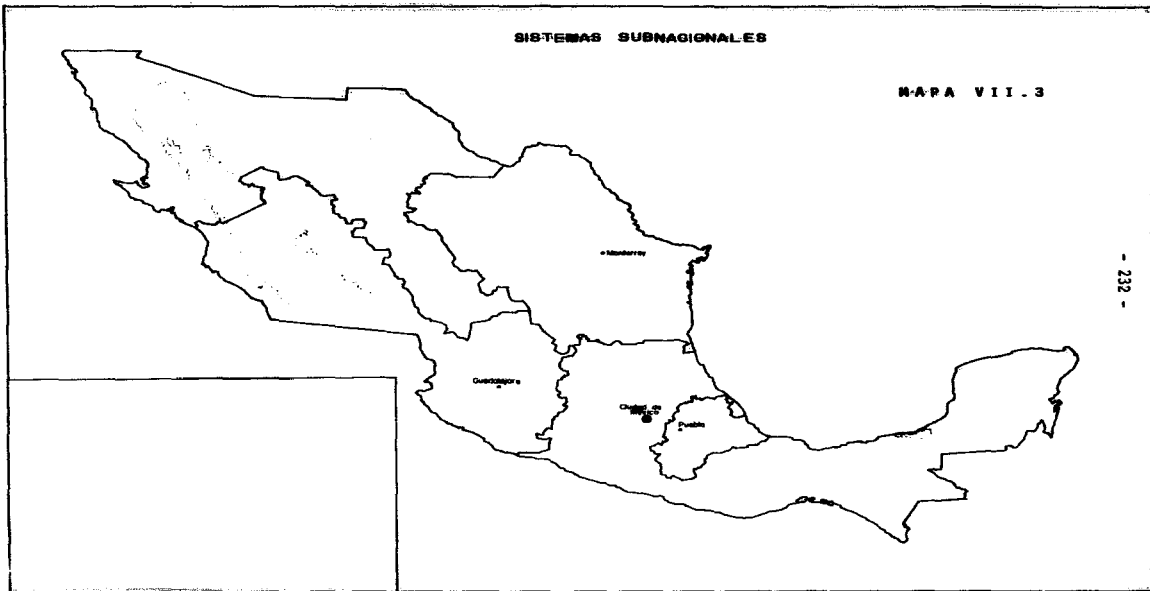 SISTEMAS SUBNACIONALES
MAPA VII.3
Monterrey
- 232 -
Guadalajara
Ciudad de
México
Puebla